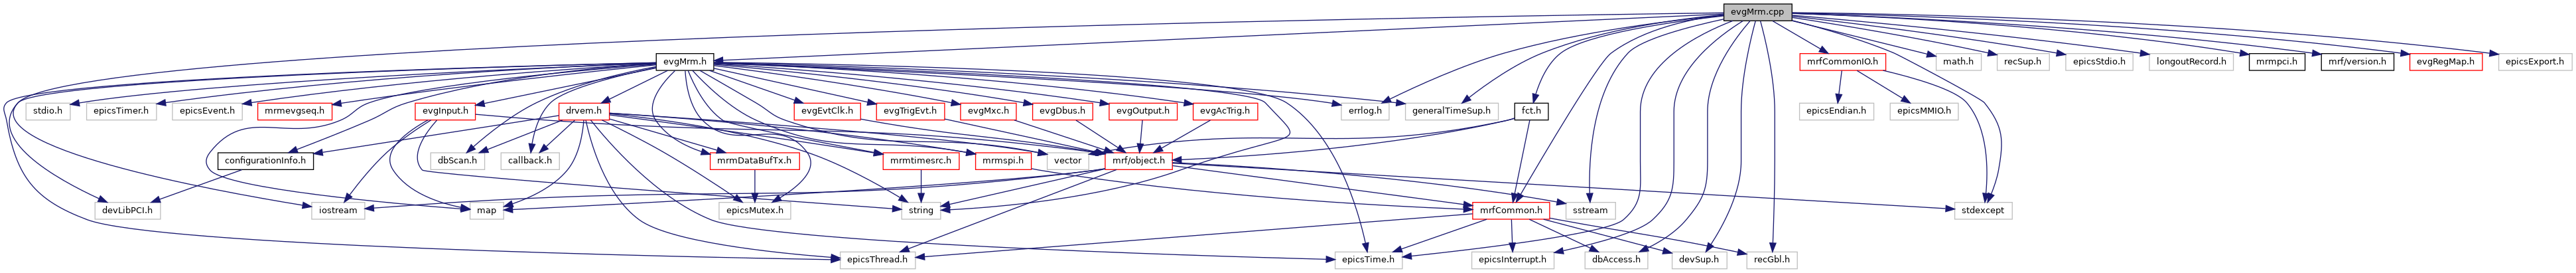 evgMrm.cpp
evgMrm.h
mrfCommonIO.h
math.h
recSup.h
epicsStdio.h
longoutRecord.h
mrmpci.h
mrf/version.h
evgRegMap.h
epicsExport.h
stdio.h
epicsTimer.h
epicsEvent.h
mrmevgseq.h
evgInput.h
drvem.h
evgEvtClk.h
evgTrigEvt.h
evgMxc.h
evgDbus.h
evgOutput.h
evgAcTrig.h
errlog.h
generalTimeSup.h
fct.h
epicsEndian.h
epicsMMIO.h
configurationInfo.h
dbScan.h
callback.h
mrmDataBufTx.h
mrmtimesrc.h
mrmspi.h
vector
mrf/object.h
devLibPCI.h
iostream
map
epicsMutex.h
string
mrfCommon.h
sstream
stdexcept
epicsThread.h
epicsTime.h
epicsInterrupt.h
dbAccess.h
devSup.h
recGbl.h